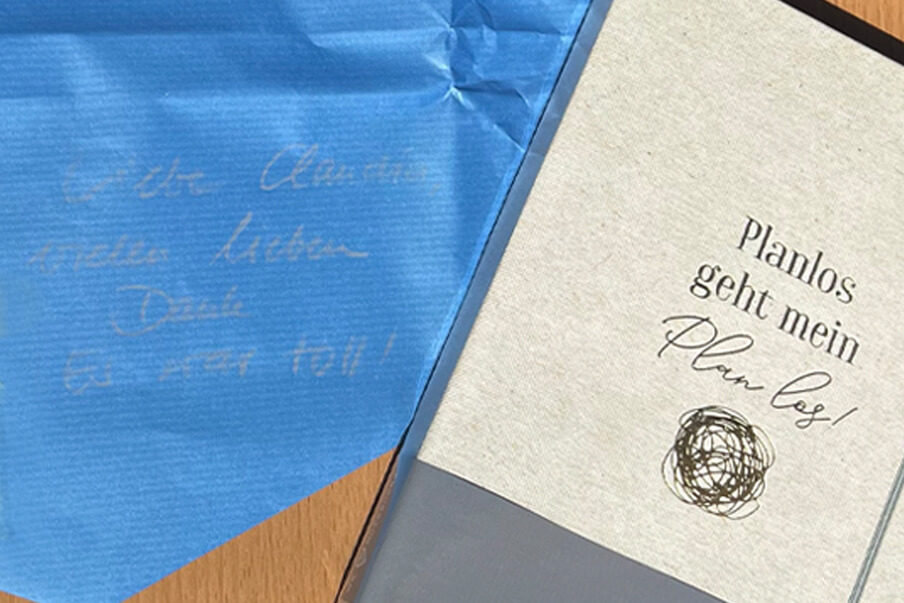 Liebe Claudia,
vielen lieben
Dank
Es war toll!
Planlos
geht mein
Plan los!